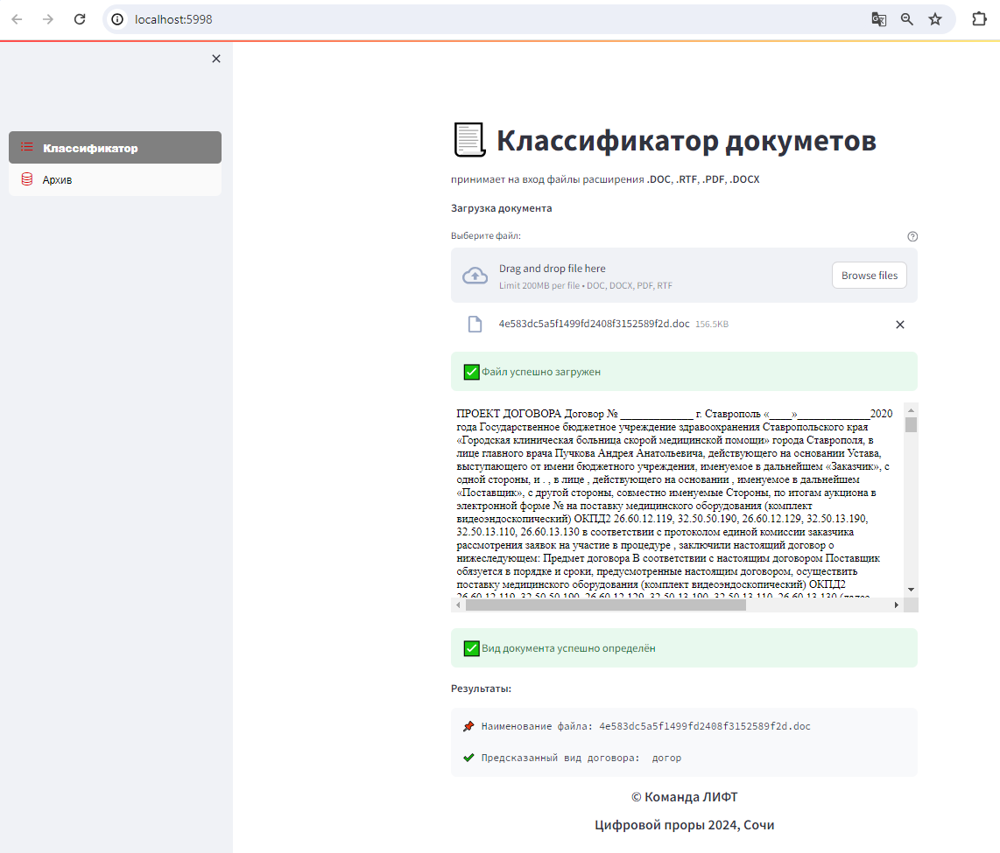 localhost:5998
Классификатор
Архив
Классификатор докуметов
принимает на вход файлы расширения .DOC, .RTF, .PDF, .DOCX
Загрузка документа
Выберите файл:
Drag and drop file here
Limit 200MB per file • DOC, DOCX, PDF, RTF
Browse files
4e583dc5a5f1499fd2408f3152589f2d.doc 156.5KB
Файл успешно загружен
ПРОЕКТ ДОГОВОРА Договор № _____________ г. Ставрополь «____»_____________2020
года Государственное бюджетное учреждение здравоохранения Ставропольского края
«Городская клиническая больница скорой медицинской помощи» города Ставрополя, в
лице главного врача Пучкова Андрея Анатольевича, действующего на основании Устава,
выступающего от имени бюджетного учреждения, именуемое в дальнейшем «Заказчик», с
одной стороны, и . , в лице , действующего на основании , именуемое в дальнейшем
«Поставщик», с другой стороны, совместно именуемые Стороны, по итогам аукциона в
электронной форме № на поставку медицинского оборудования (комплект
видеоэндоскопический) ОКПД2 26.60.12.119, 32.50.50.190, 26.60.12.129, 32.50.13.190,
32.50.13.110, 26.60.13.130 в соответствии с протоколом единой комиссии заказчика
рассмотрения заявок на участие в процедуре , заключили настоящий договор о
нижеследующем: Предмет договора В соответствии с настоящим договором Поставщик
обязуется в порядке и сроки, предусмотренные настоящим договором, осуществить
поставку медицинского оборудования (комплект видеоэндоскопический) ОКПД2
26.60.12.119, 32.50.50.190, 26.60.12.129, 32.50.13.190, 32.50.13.110, 26.60.13.130 (далее
Вид документа успешно определён
Результаты:
Наименование файла: 4e583dc5a5f1499fd2408f3152589f2d.doc
Предсказанный вид договора: догор
© Команда ЛИФТ
Цифровой проры 2024, Сочи